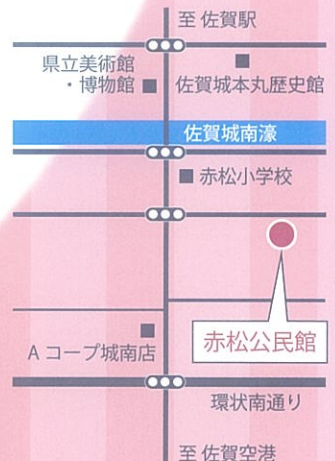 至 佐賀駅
県立美術館
・博物館
佐賀城本丸歴史館
佐賀城南濠
赤松小学校
赤松公民館
Aコープ城南店
環状南通り
至 佐賀空港